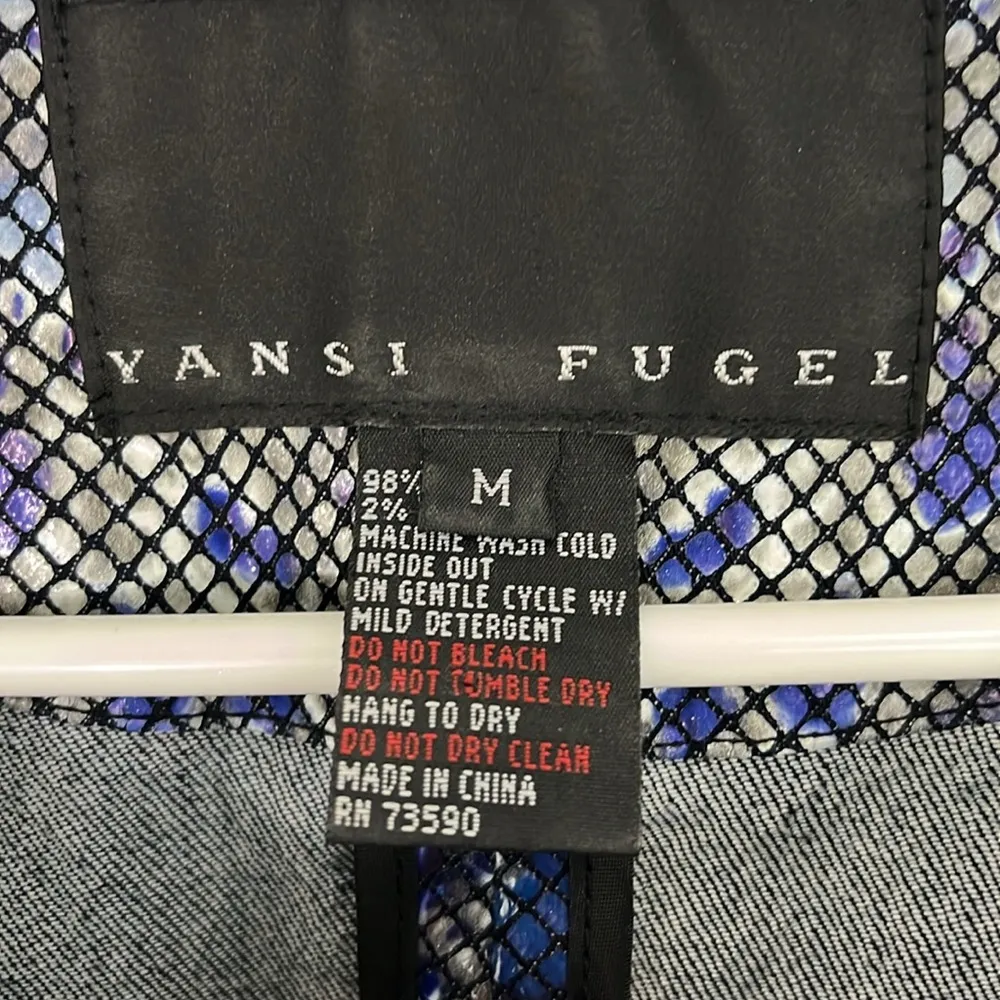 YANSI FUGEL
M
98%
2%
MACHINE WASH COLD
INSIDE OUT
ON GENTLE CYCLE W/
MILD DETERGENT
DO NOT BLEACH
DO NOT TUMBLE DRY
HANG TO DRY
DO NOT DRY CLEAN
MADE IN CHINA
RN 73590